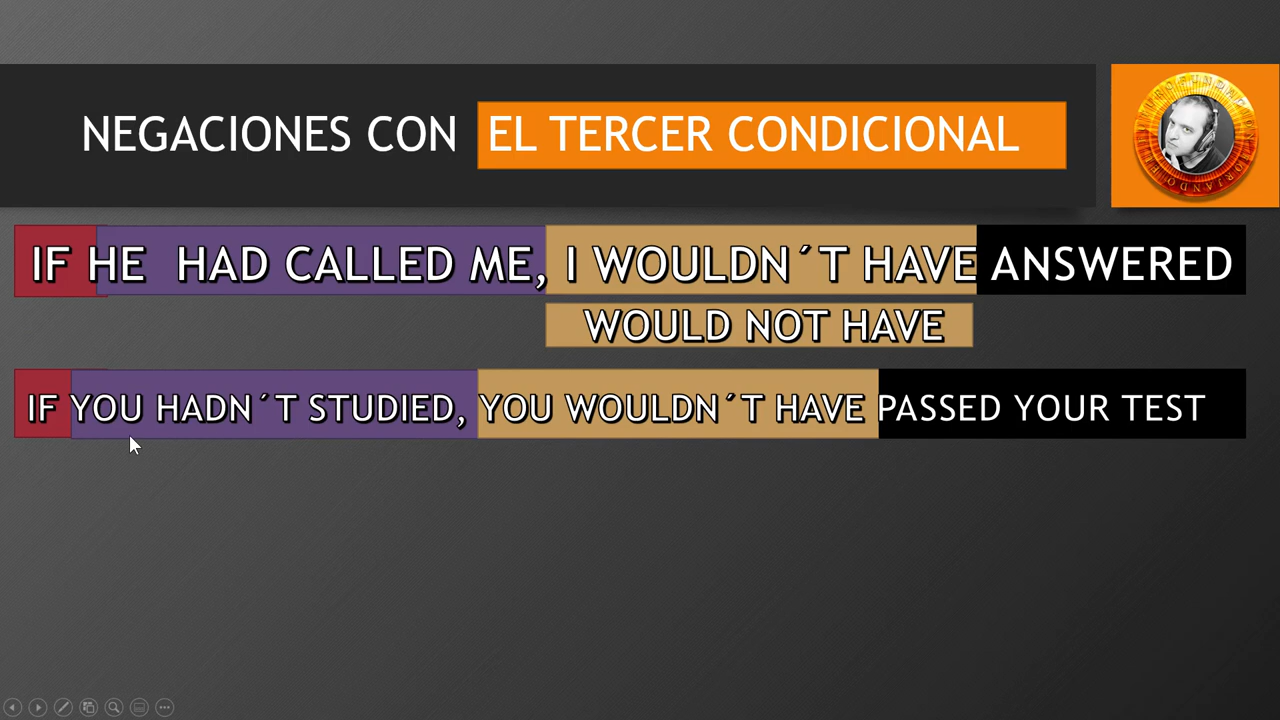 NEGACIONES CON EL TERCER CONDICIONAL
IF HE HAD CALLED ME, I WOULDN´T HAVE ANSWERED
WOULD NOT HAVE
IF YOU HADN´T STUDIED, YOU WOULDN´T HAVE PASSED YOUR TEST